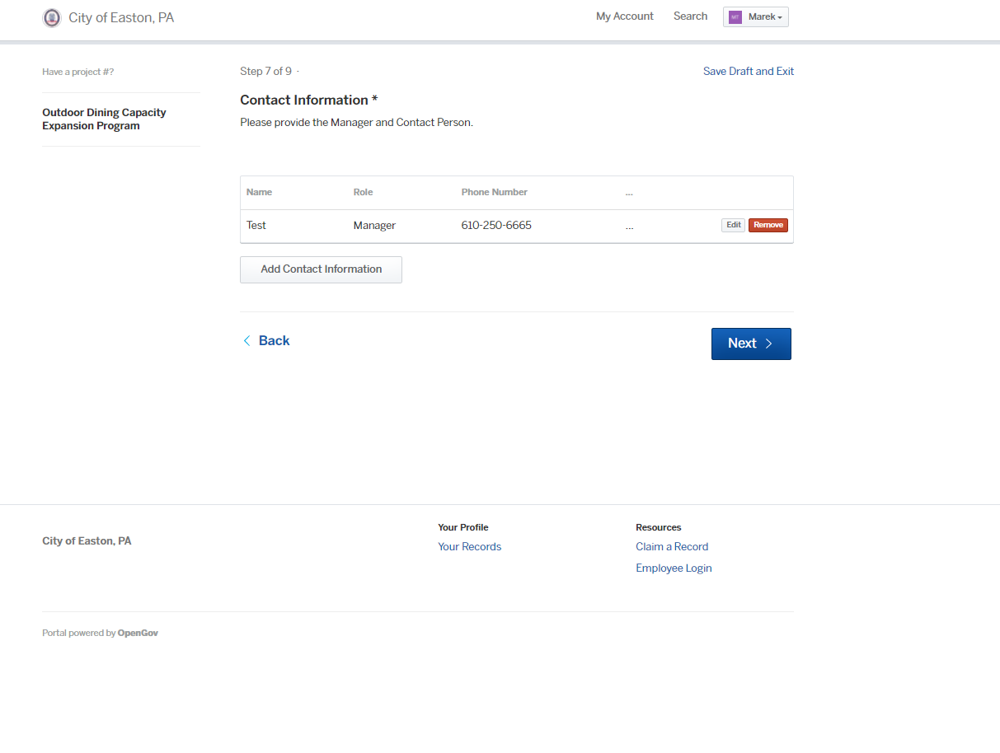 City of Easton, PA
My Account
Search
MT Marek
Have a project #?
Outdoor Dining Capacity
Expansion Program
Step 7 of 9 ·
Save Draft and Exit
Contact Information *
Please provide the Manager and Contact Person.
Name Role Phone Number ...
Test Manager 610-250-6665 ... Edit Remove
Add Contact Information
Back
Next
City of Easton, PA
Your Profile
Your Records
Resources
Claim a Record
Employee Login
Portal powered by OpenGov